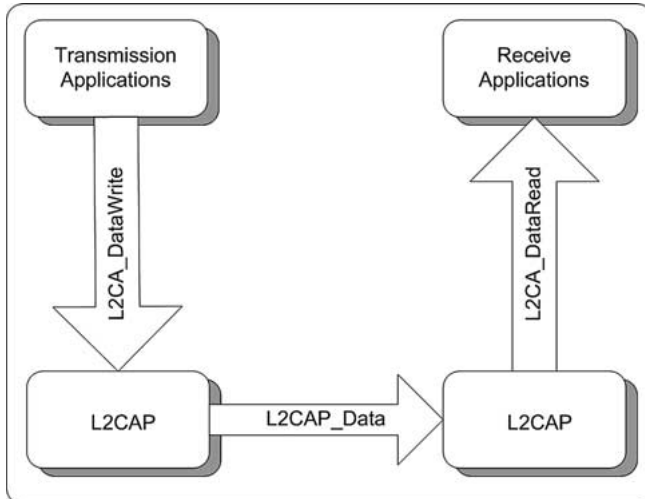 Transmission
Applications
Receive
Applications
L2CA_DataWrite
L2CA_DataRead
L2CAP
L2CAP_Data
L2CAP